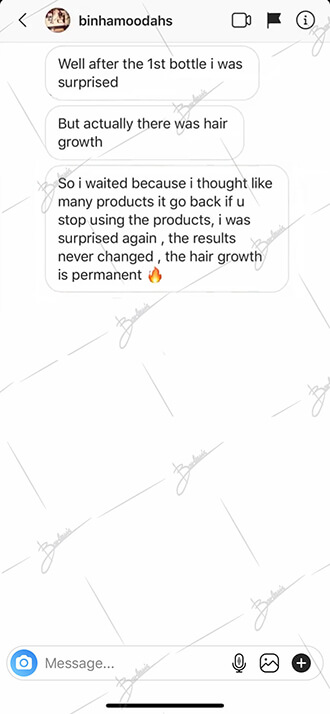 binhamoodahs
Well after the 1st bottle i was
surprised
But actually there was hair
growth
So i waited because i thought like
many products it go back if u
stop using the products, i was
surprised again , the results
never changed , the hair growth
is permanent 🔥
Message...